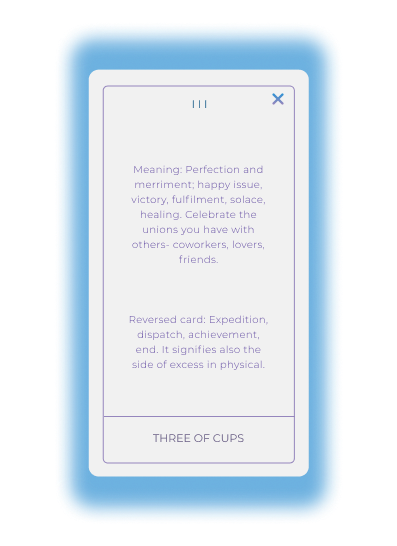 III
Meaning: Perfection and
merriment; happy issue,
victory, fulfilment, solace,
healing. Celebrate the
unions you have with
others- coworkers, lovers,
friends.
Reversed card: Expedition,
dispatch, achievement,
end. It signifies also the
side of excess in physical.
THREE OF CUPS